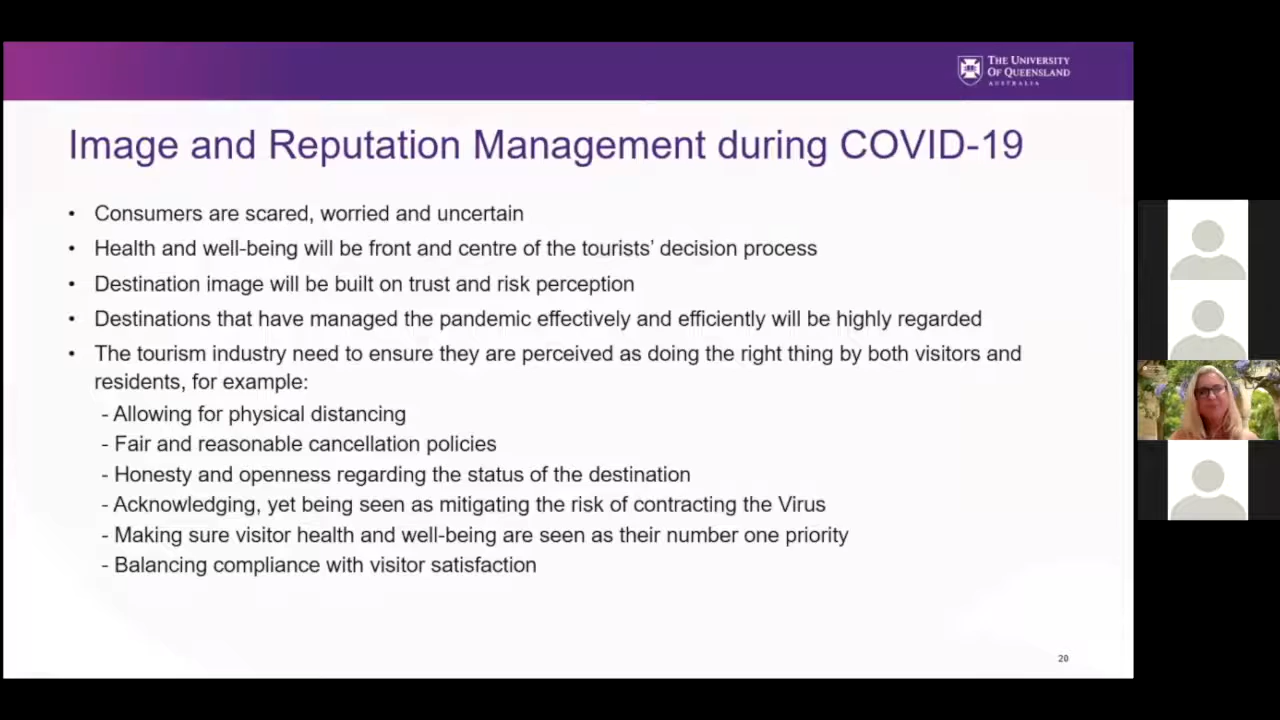 THE UNIVERSITY
OF QUEENSLAND
AUSTRALIA
Image and Reputation Management during COVID-19
• Consumers are scared, worried and uncertain
• Health and well-being will be front and centre of the tourists’ decision process
• Destination image will be built on trust and risk perception
• Destinations that have managed the pandemic effectively and efficiently will be highly regarded
• The tourism industry need to ensure they are perceived as doing the right thing by both visitors and
residents, for example:
- Allowing for physical distancing
- Fair and reasonable cancellation policies
- Honesty and openness regarding the status of the destination
- Acknowledging, yet being seen as mitigating the risk of contracting the Virus
- Making sure visitor health and well-being are seen as their number one priority
- Balancing compliance with visitor satisfaction
20